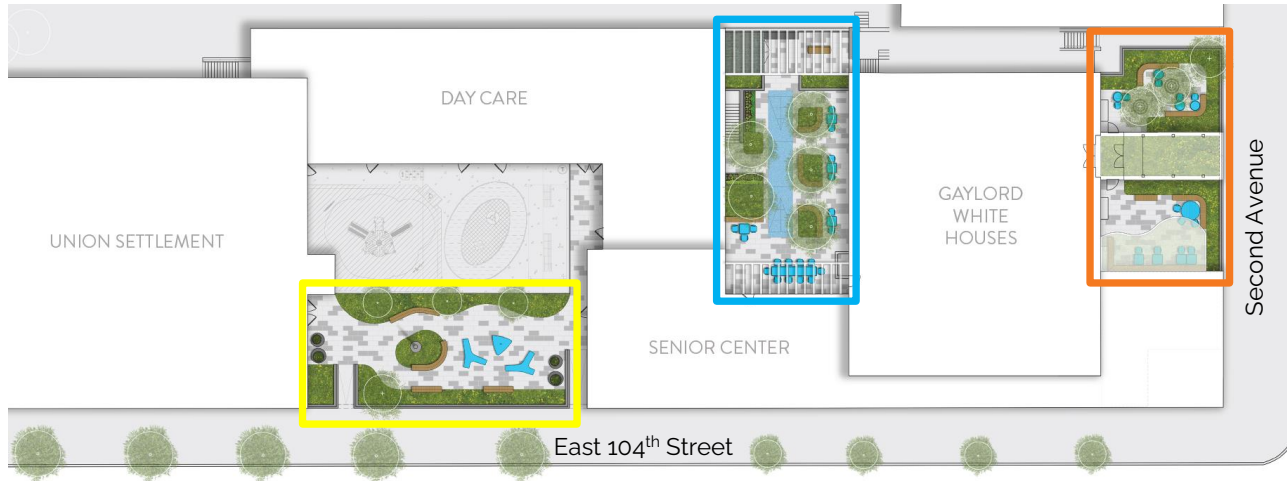 DAY CARE
UNION SETTLEMENT
GAYLORD
WHITE
HOUSES
SENIOR CENTER
Second Avenue
East 104th Street